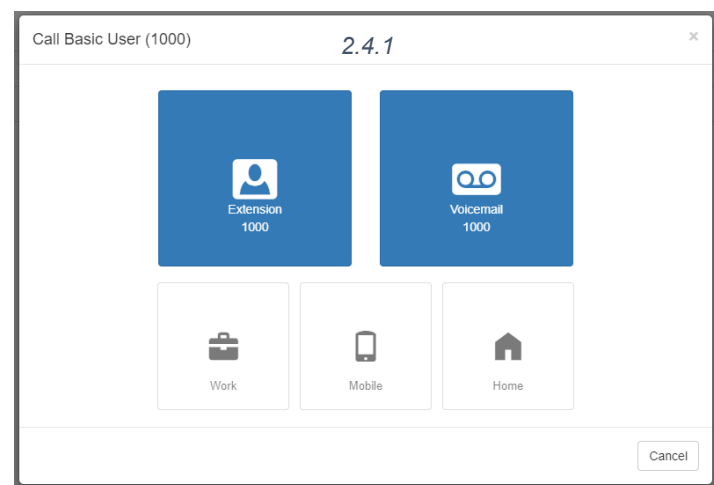 Call Basic User (1000)
2.4.1
×
Extension
1000
Voicemail
1000
Work
Mobile
Home
Cancel